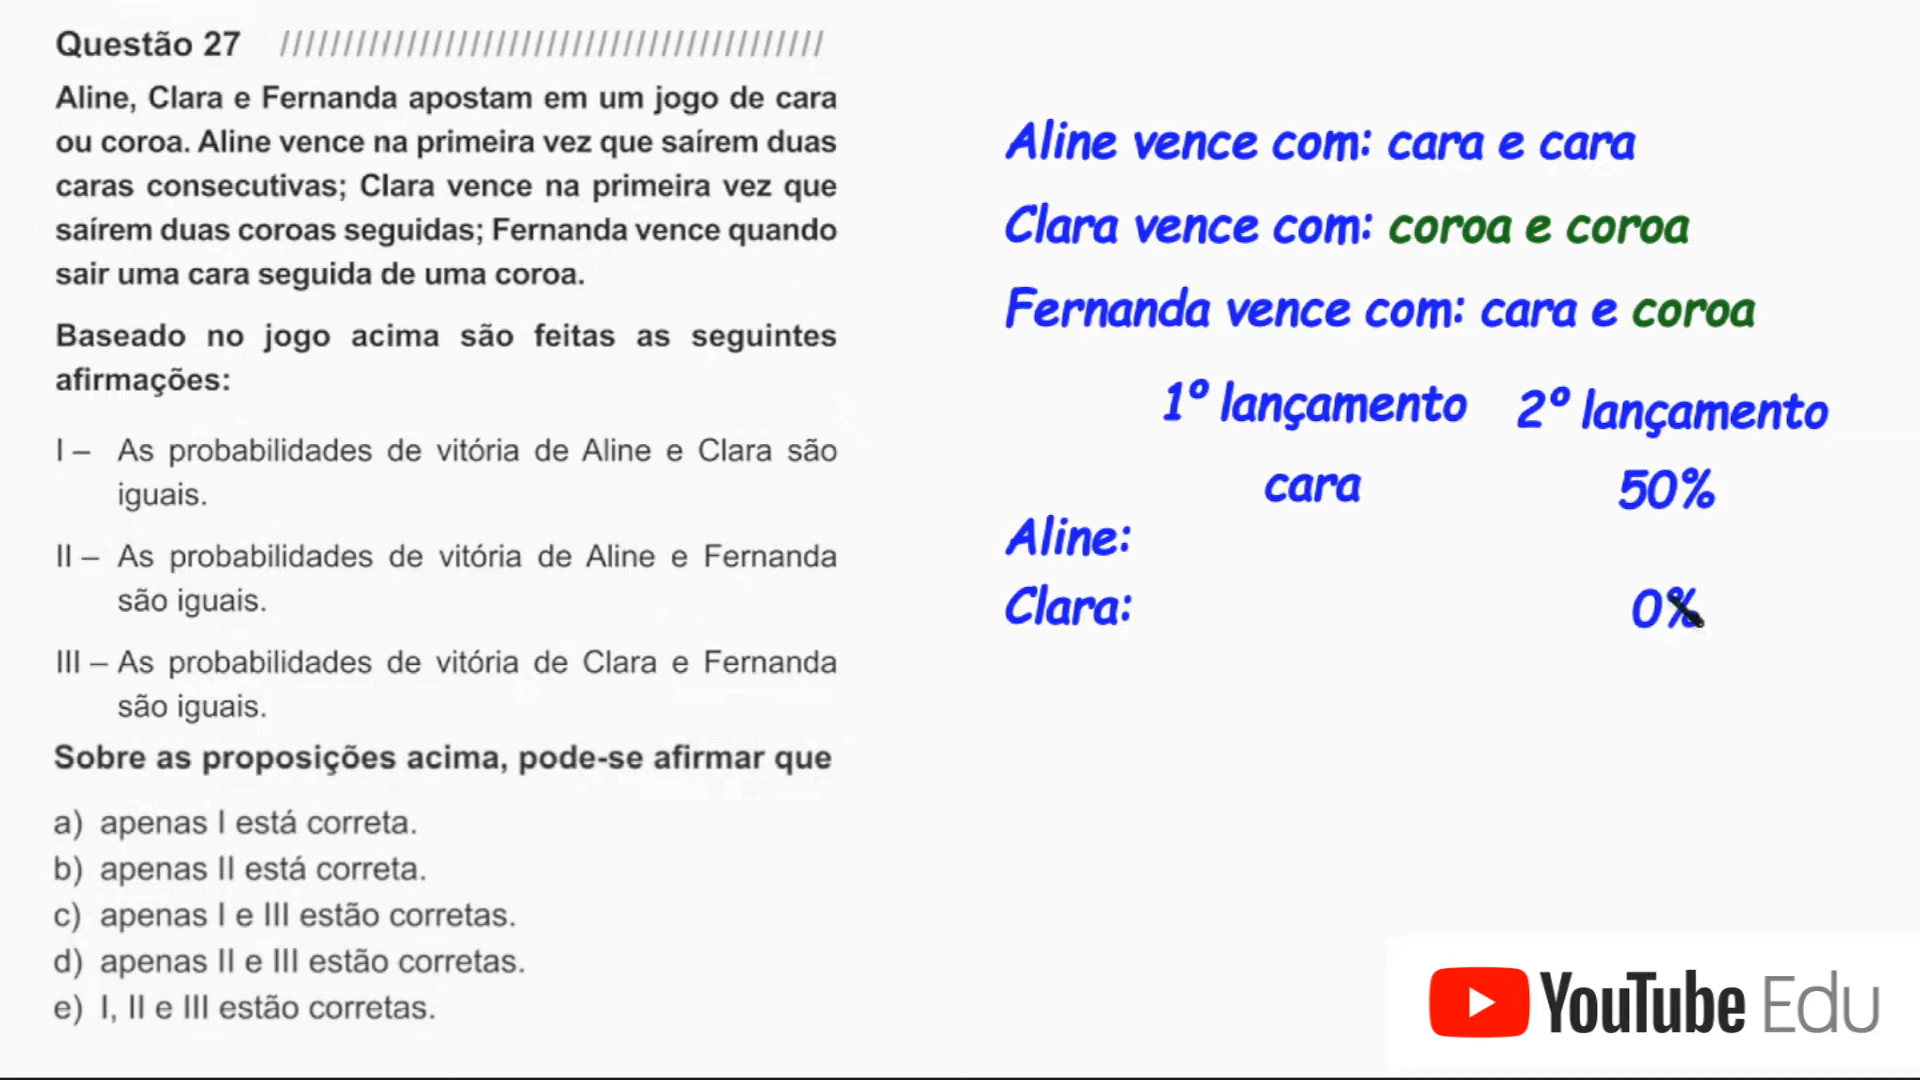 Questão 27 ///////////////////////////////////////////
Aline, Clara e Fernanda apostam em um jogo de cara
ou coroa. Aline vence na primeira vez que saírem duas
caras consecutivas; Clara vence na primeira vez que
saírem duas coroas seguidas; Fernanda vence quando
sair uma cara seguida de uma coroa.
Baseado no jogo acima são feitas as seguintes
afirmações:
I – As probabilidades de vitória de Aline e Clara são
iguais.
II – As probabilidades de vitória de Aline e Fernanda
são iguais.
III – As probabilidades de vitória de Clara e Fernanda
são iguais.
Sobre as proposições acima, pode-se afirmar que
a) apenas I está correta.
b) apenas II está correta.
c) apenas I e III estão corretas.
d) apenas II e III estão corretas.
e) I, II e III estão corretas.
Aline vence com: cara e cara
Clara vence com: coroa e coroa
Fernanda vence com: cara e coroa
1º lançamento 2º lançamento
cara 50%
Aline:
Clara: 0%
YouTube Edu